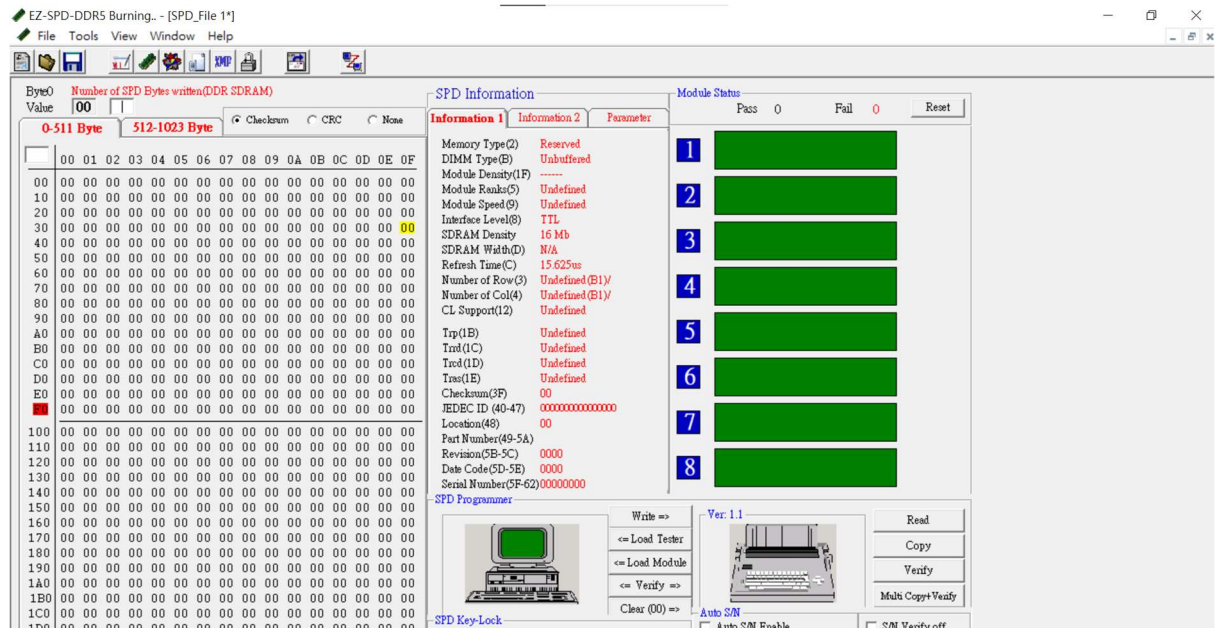 EZ-SPD-DDR5 Burning.. - [SPD_File 1*]
File Tools View Window Help
XMP
Byte0 Number of SPD Bytes written(DDR SDRAM)
Value 00
0-511 Byte 512-1023 Byte Checksum CRC None
00 01 02 03 04 05 06 07 08 09 0A 0B 0C 0D 0E 0F
00 00 00 00 00 00 00 00 00 00 00 00 00 00 00 00 00
10 00 00 00 00 00 00 00 00 00 00 00 00 00 00 00 00
20 00 00 00 00 00 00 00 00 00 00 00 00 00 00 00 00
30 00 00 00 00 00 00 00 00 00 00 00 00 00 00 00 00
40 00 00 00 00 00 00 00 00 00 00 00 00 00 00 00 00
50 00 00 00 00 00 00 00 00 00 00 00 00 00 00 00 00
60 00 00 00 00 00 00 00 00 00 00 00 00 00 00 00 00
70 00 00 00 00 00 00 00 00 00 00 00 00 00 00 00 00
80 00 00 00 00 00 00 00 00 00 00 00 00 00 00 00 00
90 00 00 00 00 00 00 00 00 00 00 00 00 00 00 00 00
A0 00 00 00 00 00 00 00 00 00 00 00 00 00 00 00 00
B0 00 00 00 00 00 00 00 00 00 00 00 00 00 00 00 00
C0 00 00 00 00 00 00 00 00 00 00 00 00 00 00 00 00
D0 00 00 00 00 00 00 00 00 00 00 00 00 00 00 00 00
E0 00 00 00 00 00 00 00 00 00 00 00 00 00 00 00 00
F0 00 00 00 00 00 00 00 00 00 00 00 00 00 00 00 00
100 00 00 00 00 00 00 00 00 00 00 00 00 00 00 00 00
110 00 00 00 00 00 00 00 00 00 00 00 00 00 00 00 00
120 00 00 00 00 00 00 00 00 00 00 00 00 00 00 00 00
130 00 00 00 00 00 00 00 00 00 00 00 00 00 00 00 00
140 00 00 00 00 00 00 00 00 00 00 00 00 00 00 00 00
150 00 00 00 00 00 00 00 00 00 00 00 00 00 00 00 00
160 00 00 00 00 00 00 00 00 00 00 00 00 00 00 00 00
170 00 00 00 00 00 00 00 00 00 00 00 00 00 00 00 00
180 00 00 00 00 00 00 00 00 00 00 00 00 00 00 00 00
190 00 00 00 00 00 00 00 00 00 00 00 00 00 00 00 00
1A0 00 00 00 00 00 00 00 00 00 00 00 00 00 00 00 00
1B0 00 00 00 00 00 00 00 00 00 00 00 00 00 00 00 00
1C0 00 00 00 00 00 00 00 00 00 00 00 00 00 00 00 00
1D0 00 00 00 00 00 00 00 00 00 00 00 00 00 00 00 00
SPD Information
Information 1 Information 2 Parameter
Memory Type(2) Reserved
DIMM Type(B) Unbuffered
Module Density(1F) ------
Module Ranks(5) Undefined
Module Speed(9) Undefined
Interface Level(8) TTL
SDRAM Density 16 Mb
SDRAM Width(D) N/A
Refresh Time(C) 15.625us
Number of Row(3) Undefined(B1)/
Number of Col(4) Undefined(B1)/
CL Support(12) Undefined
Trp(1B) Undefined
Trrd(1C) Undefined
Trcd(1D) Undefined
Tras(1E) Undefined
Checksum(3F) 00
JEDEC ID (40-47) 0000000000000000
Location(48) 00
Part Number(49-5A)
Revision(5B-5C) 0000
Date Code(5D-5E) 0000
Serial Number(5F-62) 00000000
Module Status
Pass 0 Fail 0 Reset
1
2
3
4
5
6
7
8
SPD Programmer
Write =>
<= Load Tester
<= Load Module
<= Verify =>
Clear (00) =>
Ver: 1.1
Read
Copy
Verify
Multi Copy+Verify
SPD Key-Lock
Auto S/N
Auto S/N Enable
S/N Verify off